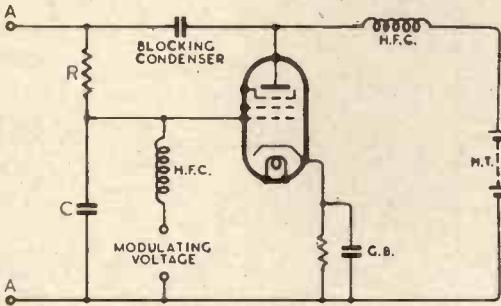 A
BLOCKING
CONDENSER
H.F.C.
R
H.F.C.
H.T.
C
MODULATING
VOLTAGE
G.B.
A